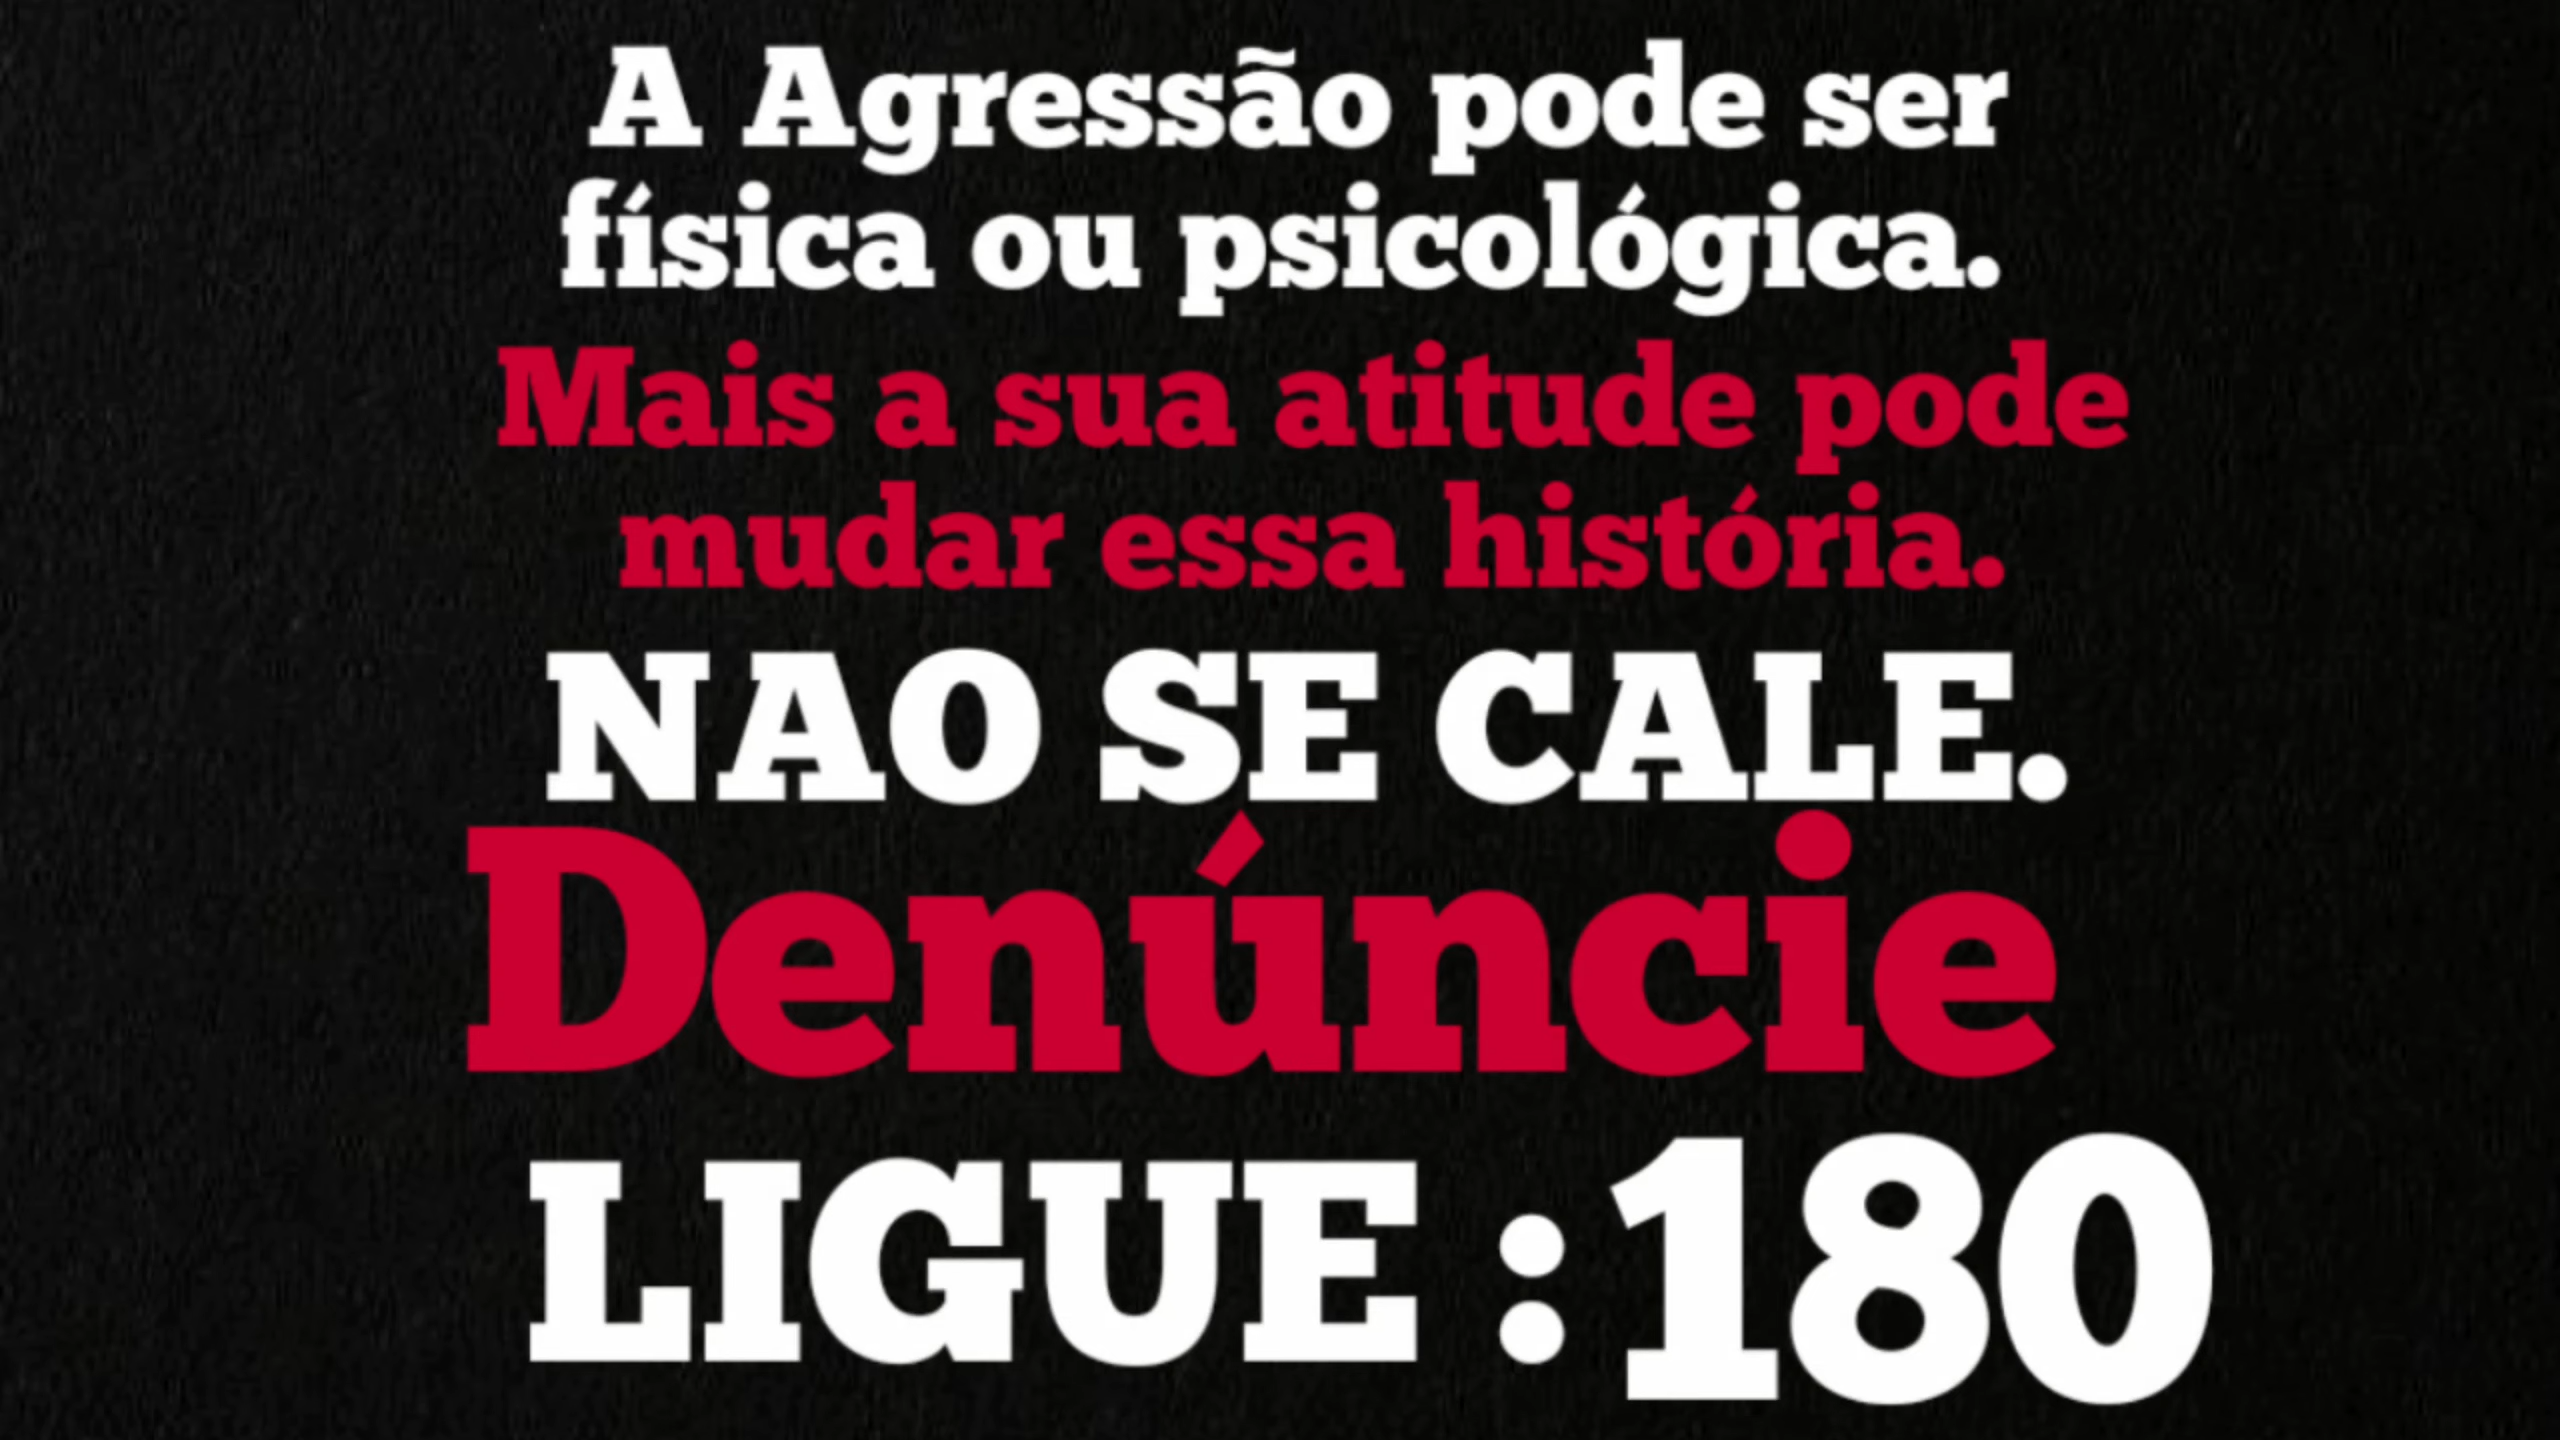 A Agressão pode ser
física ou psicológica.
Mais a sua atitude pode
mudar essa história.
NAO SE CALE.
Denúncie
LIGUE :180